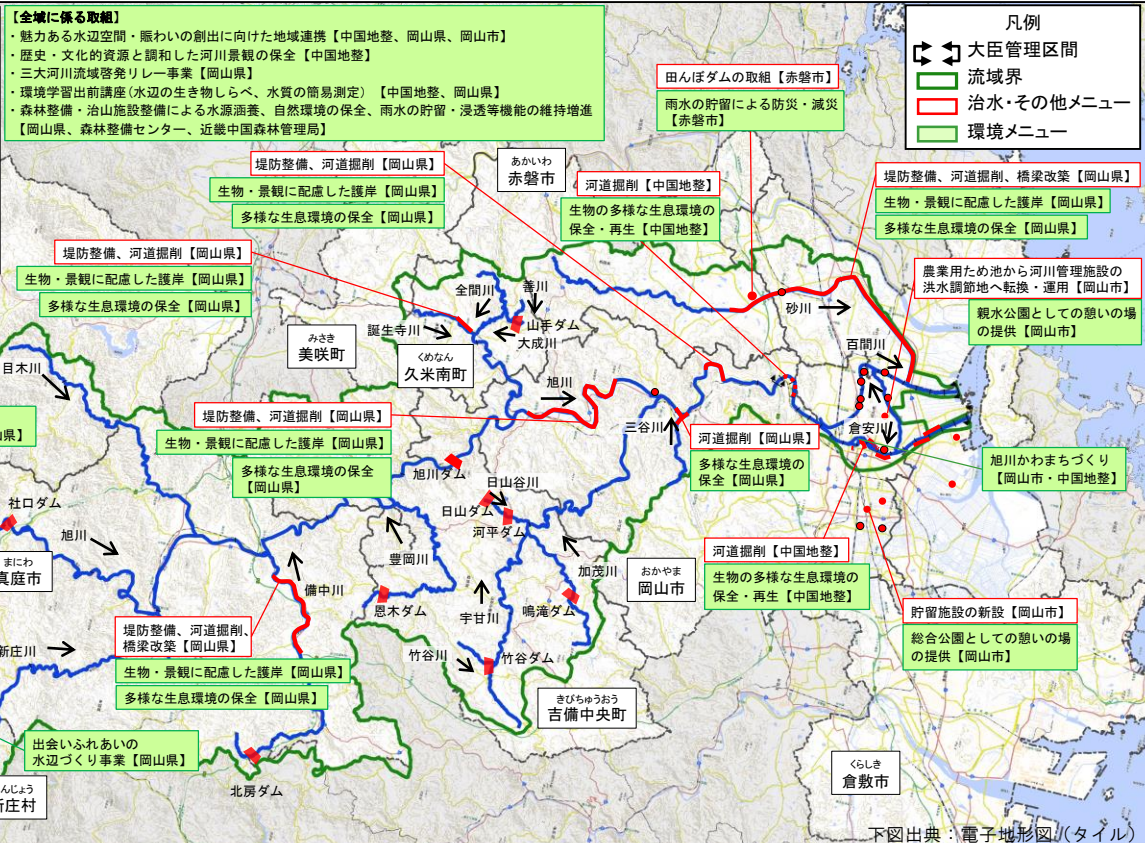 【全域に係る取組】
・魅力ある水辺空間・賑わいの創出に向けた地域連携【中国地整、岡山県、岡山市】
・歴史・文化的資源と調和した河川景観の保全【中国地整】
・三大河川流域啓発リレー事業【岡山県】
・環境学習出前講座(水辺の生き物しらべ、水質の簡易測定)【中国地整、岡山県】
・森林整備・治山施設整備による水源涵養、自然環境の保全、雨水の貯留・浸透等機能の維持増進
【岡山県、森林整備センター、近畿中国森林管理局】
凡例
大臣管理区間
流域界
治水・その他メニュー
環境メニュー
田んぼダムの取組【赤磐市】
雨水の貯留による防災・減災
【赤磐市】
堤防整備、河道掘削【岡山県】
生物・景観に配慮した護岸【岡山県】
多様な生息環境の保全【岡山県】
あかいわ
赤磐市
河道掘削【中国地整】
生物の多様な生息環境の
保全・再生【中国地整】
堤防整備、河道掘削、橋梁改築【岡山県】
生物・景観に配慮した護岸【岡山県】
多様な生息環境の保全【岡山県】
堤防整備、河道掘削【岡山県】
生物・景観に配慮した護岸【岡山県】
多様な生息環境の保全【岡山県】
農業用ため池から河川管理施設の
洪水調節地へ転換・運用【岡山市】
親水公園としての憩いの場
の提供【岡山市】
全間川
善川
誕生寺川
山手ダム
大成川
砂川
百間川
みさき
美咲町
くめなん
久米南町
目木川
旭川
堤防整備、河道掘削【岡山県】
生物・景観に配慮した護岸【岡山県】
多様な生息環境の保全
【岡山県】
県】
三谷川
河道掘削【岡山県】
多様な生息環境の
保全【岡山県】
倉安川
旭川かわまちづくり
【岡山市・中国地整】
旭川ダム
日山谷川
日山ダム
河平ダム
社口ダム
旭川
まにわ
真庭市
豊岡川
備中川
恩木ダム
宇甘川
加茂川
鳴滝ダム
おかやま
岡山市
河道掘削【中国地整】
生物の多様な生息環境の
保全・再生【中国地整】
貯留施設の新設【岡山市】
総合公園としての憩いの場
の提供【岡山市】
新庄川
堤防整備、河道掘削、
橋梁改築【岡山県】
生物・景観に配慮した護岸【岡山県】
多様な生息環境の保全【岡山県】
竹谷川
竹谷ダム
きびちゅうおう
吉備中央町
出会いふれあいの
水辺づくり事業【岡山県】
んじょう
新庄村
北房ダム
くらしき
倉敷市
下図出典：電子地形図（タイル）